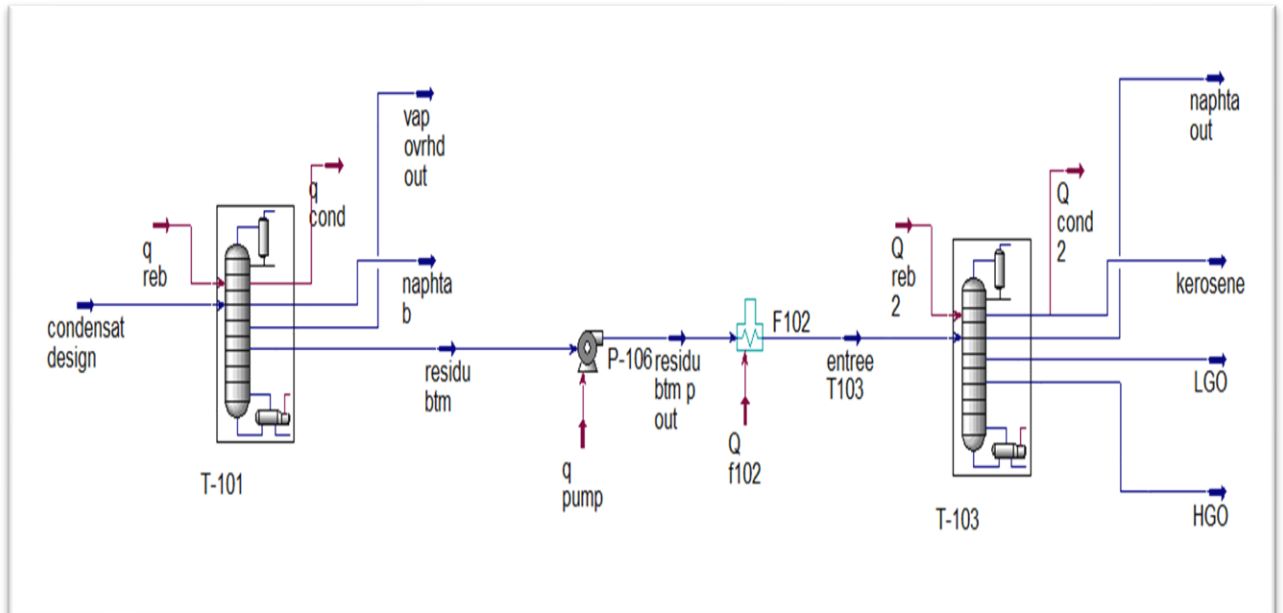 condensat
design
q
reb
q
cond
vap
ovrhd
out
naphta
b
residu
btm
T-101
q
pump
P-106
residu
btm p
out
F102
Q
f102
entree
T103
Q
reb
2
Q
cond
2
naphta
out
kerosene
LGO
HGO
T-103